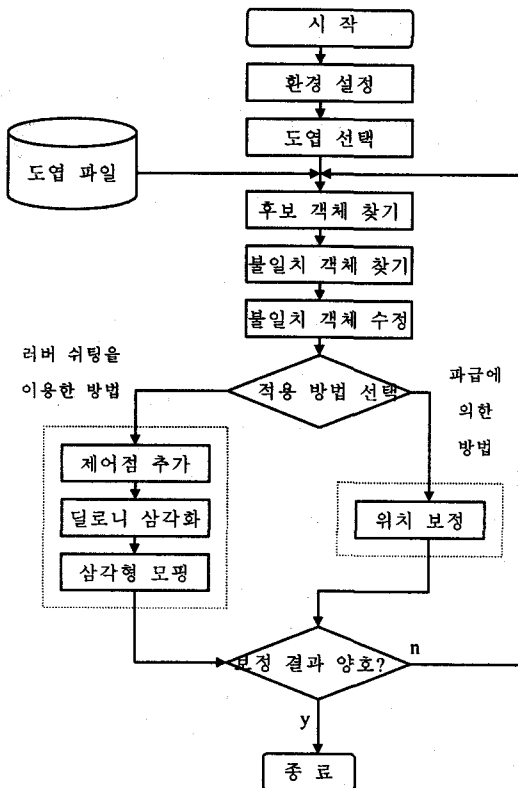 시 작
환경 설정
도엽 선택
도엽 파일
후보 객체 찾기
불일치 객체 찾기
불일치 객체 수정
러버 쉬팅을
이용한 방법
적용 방법 선택
파급에
의한
방법
제어점 추가
딜로니 삼각화
삼각형 모핑
위치 보정
보정 결과 양호?
n
y
종 료